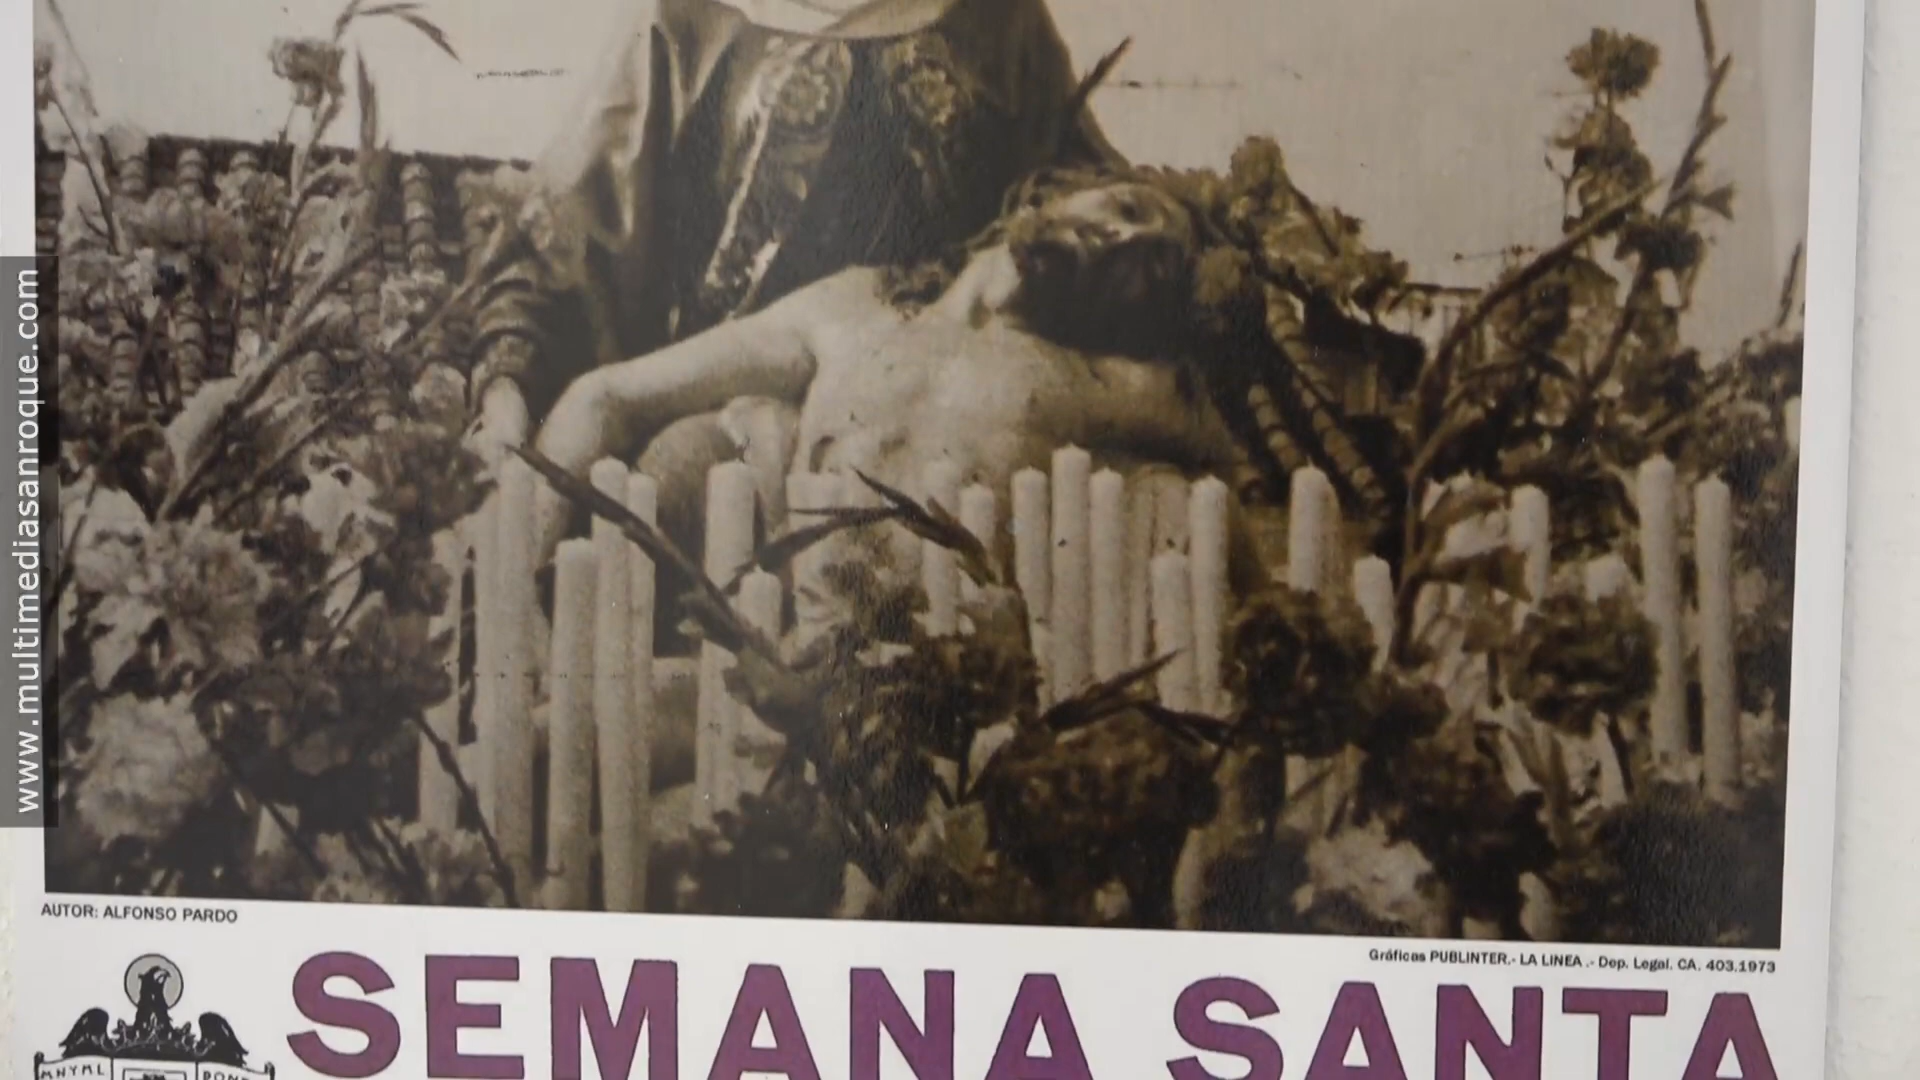 www.multimediasanroque.com
AUTOR: ALFONSO PARDO
Gráficas PUBLINTER.- LA LINEA .- Dep. Legal. CA. 403.1973
SEMANA SANTA